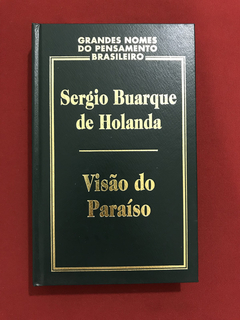 GRANDES NOMES
DO PENSAMENTO
BRASILEIRO
Sergio Buarque
de Holanda
Visão do
Paraíso